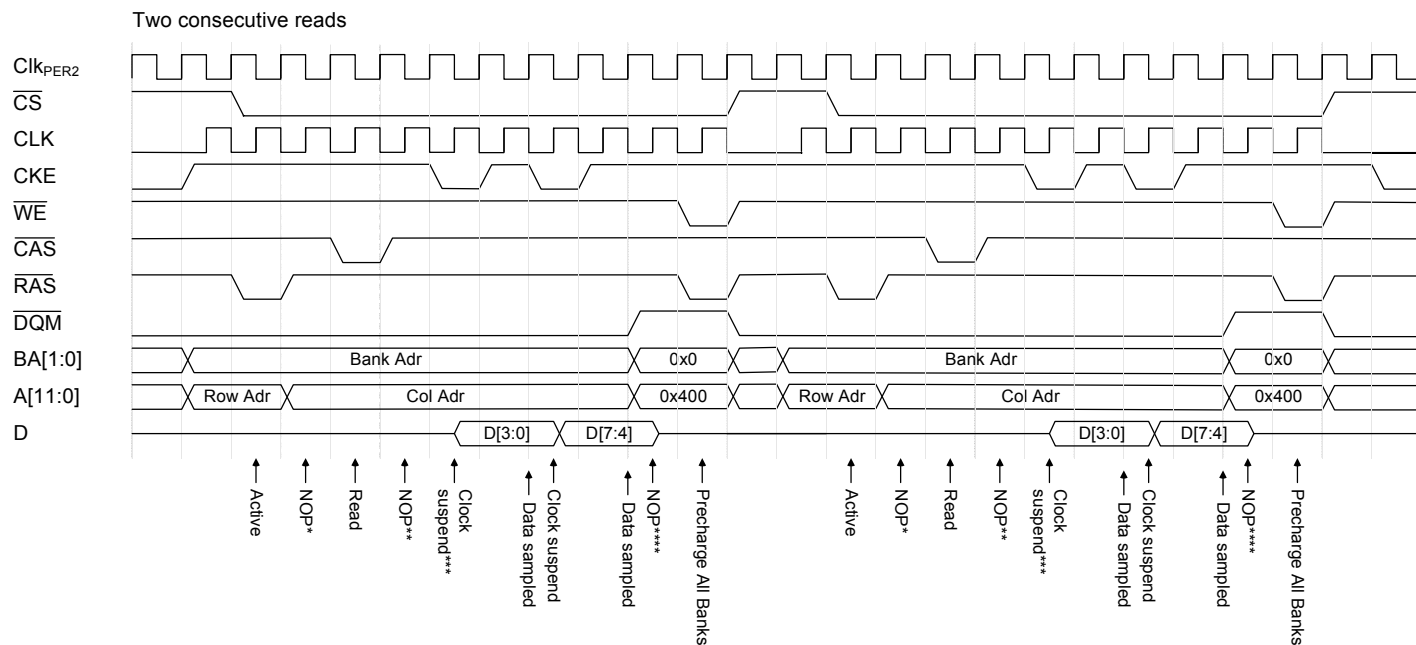 Two consecutive reads
ClkPER2
CS
CLK
CKE
WE
CAS
RAS
DQM
BA[1:0] Bank Adr 0x0 Bank Adr 0x0
A[11:0] Row Adr Col Adr 0x400 Row Adr Col Adr 0x400
D D[3:0] D[7:4] D[3:0] D[7:4]
Active
NOP*
Read
NOP**
Clock
suspend***
Data sampled
Clock suspend
Data sampled
NOP****
Precharge All Banks
Active
NOP*
Read
NOP**
Clock
suspend***
Data sampled
Clock suspend
Data sampled
NOP****
Precharge All Banks